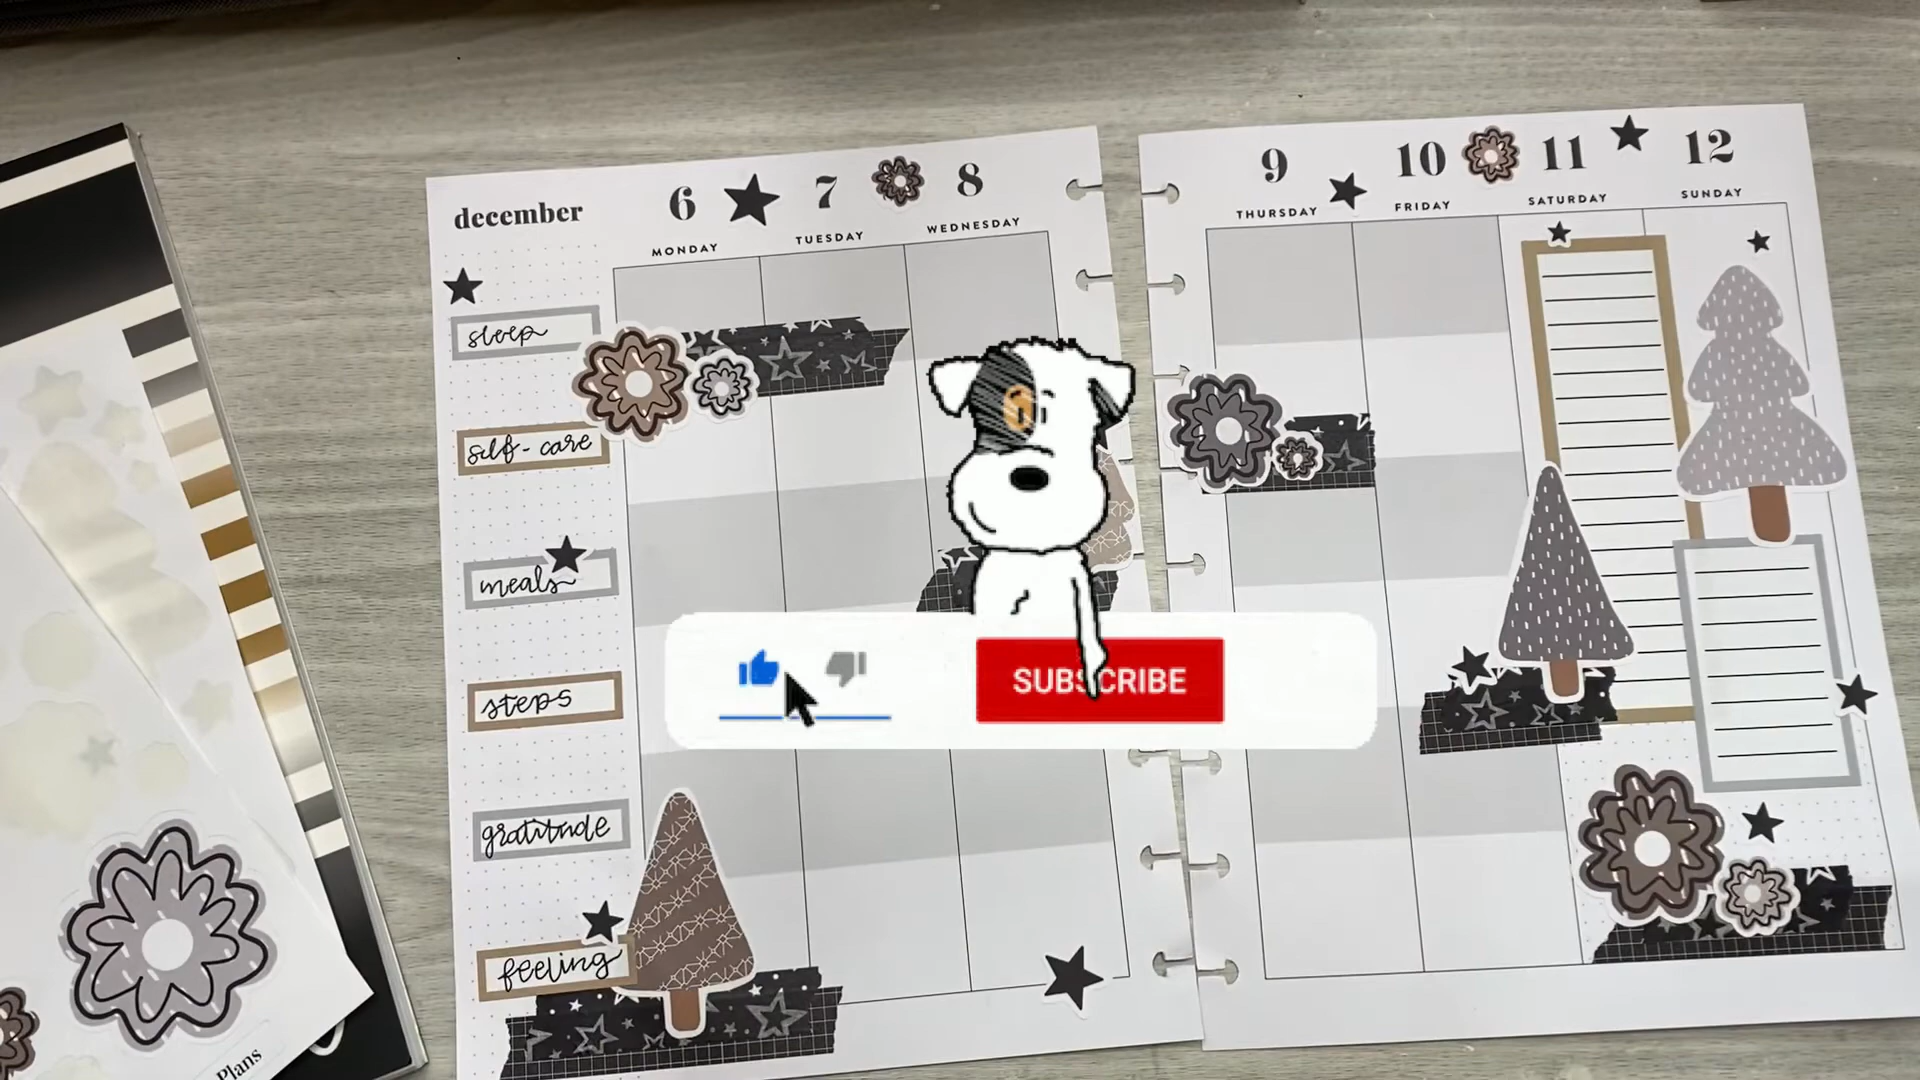 december
6
7
8
9
10
11
12
MONDAY
TUESDAY
WEDNESDAY
THURSDAY
FRIDAY
SATURDAY
SUNDAY
sleep
self-care
meals
steps
gratitude
feeling
SUBSCRIBE
Plans